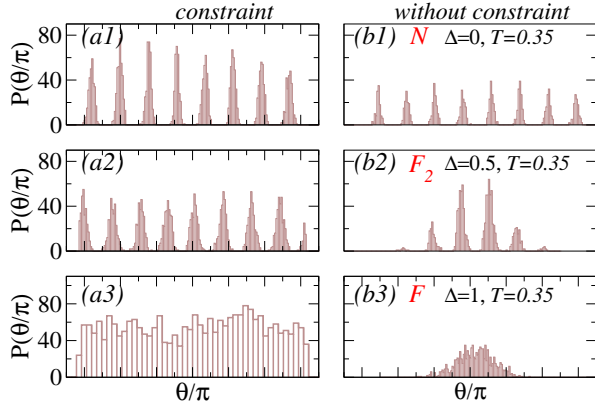 constraint
without constraint
P(θ/π)
80
40
0
(a1)
(b1) N Δ=0, T=0.35
P(θ/π)
80
40
0
(a2)
(b2) F2 Δ=0.5, T=0.35
P(θ/π)
80
40
0
(a3)
(b3) F Δ=1, T=0.35
θ/π
θ/π